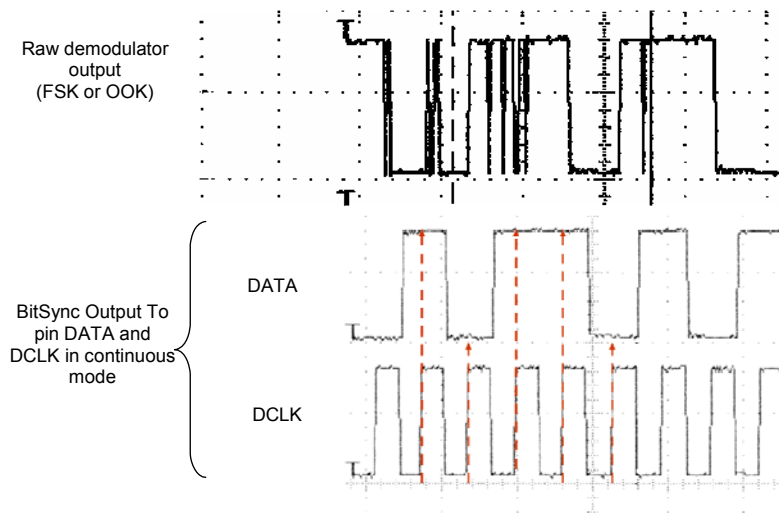 Raw demodulator
output
(FSK or OOK)
BitSync Output To
pin DATA and
DCLK in continuous
mode
DATA
DCLK